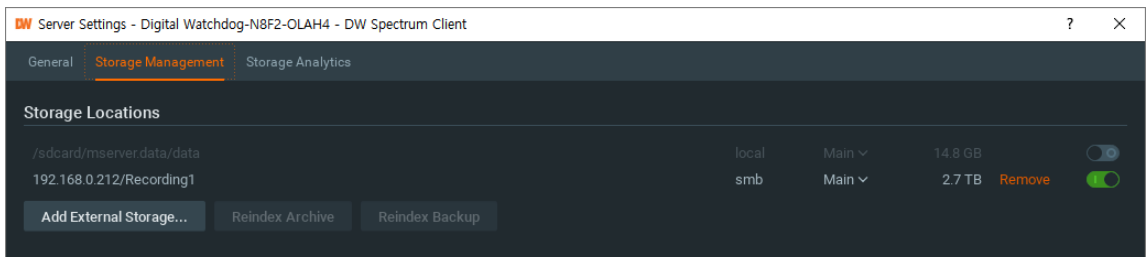 DW Server Settings - Digital Watchdog-N8F2-OLAH4 - DW Spectrum Client ? ×
General Storage Management Storage Analytics
Storage Locations
/sdcard/mserver.data/data local Main 14.8 GB
192.168.0.212/Recording1 smb Main 2.7 TB Remove
Add External Storage... Reindex Archive Reindex Backup